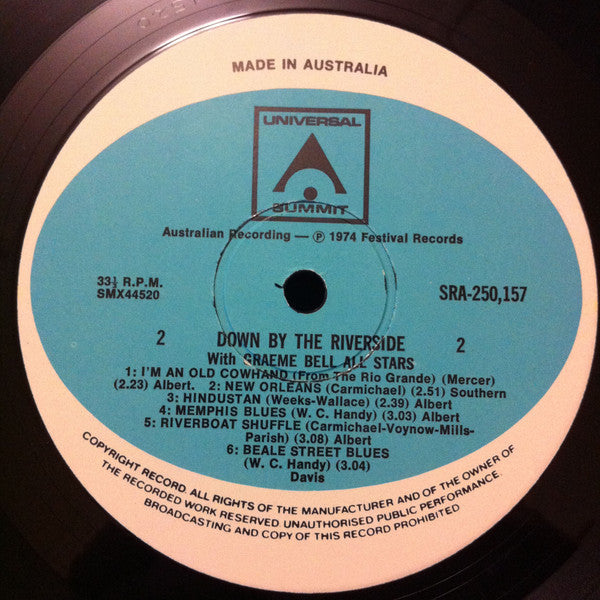 MADE IN AUSTRALIA
UNIVERSAL
SUMMIT
Australian Recording — Ⓟ 1974 Festival Records
33⅓ R.P.M.
SMX44520
SRA-250,157
2 DOWN BY THE RIVERSIDE 2
With GRAEME BELL ALL STARS
1: I'M AN OLD COWHAND (From The Rio Grande) (Mercer)
(2.23) Albert. 2: NEW ORLEANS (Carmichael) (2.51) Southern
3: HINDUSTAN (Weeks-Wallace) (2.39) Albert
4: MEMPHIS BLUES (W. C. Handy) (3.03) Albert
5: RIVERBOAT SHUFFLE (Carmichael-Voynow-Mills-
Parish) (3.08) Albert
6: BEALE STREET BLUES
(W. C. Handy) (3.04)
Davis
COPYRIGHT RECORD. ALL RIGHTS OF THE MANUFACTURER AND OF THE OWNER OF
THE RECORDED WORK RESERVED. UNAUTHORISED PUBLIC PERFORMANCE,
BROADCASTING AND COPY OF THIS RECORD PROHIBITED